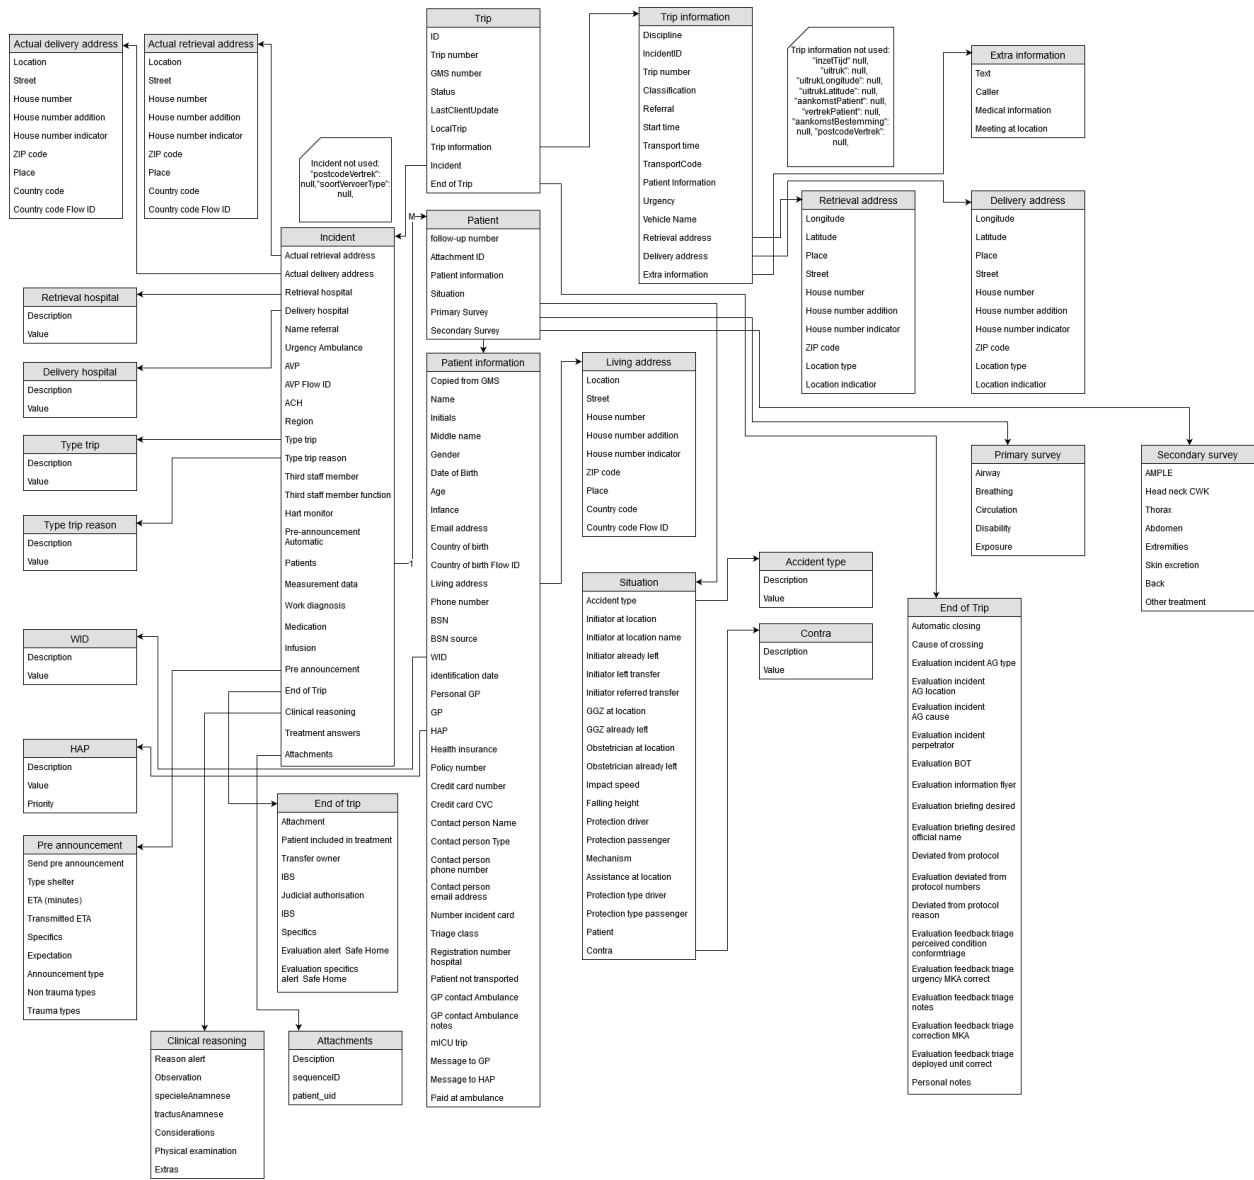 Trip
ID
Trip number
GMS number
Status
LastClientUpdate
LocalTrip
Trip information
Incident
End of Trip
Trip information
Discipline
IncidentID
Trip number
Classification
Referral
Start time
Transport time
TransportCode
Patient Information
Urgency
Vehicle Name
Retrieval address
Delivery address
Extra information
Trip information not used:
"inzetTijd" null,
"uitruk": null,
"uitrukLongitude": null,
"uitrukLatitude": null,
"aankomstPatient": null,
"vertrekPatient": null,
"aankomstBestemming":
null, "postcodeVertrek":
null,
Extra information
Text
Caller
Medical information
Meeting at location
Actual delivery address
Location
Street
House number
House number addition
House number indicator
ZIP code
Place
Country code
Country code Flow ID
Actual retrieval address
Location
Street
House number
House number addition
House number indicator
ZIP code
Place
Country code
Country code Flow ID
Incident not used:
"postcodeVertrek":
null,"soortVervoerType":
null,
M
Patient
follow-up number
Attachment ID
Patient information
Situation
Primary Survey
Secondary Survey
Retrieval address
Longitude
Latitude
Place
Street
House number
House number addition
House number indicator
ZIP code
Location type
Location indicatior
Delivery address
Longitude
Latitude
Place
Street
House number
House number addition
House number indicator
ZIP code
Location type
Location indicatior
Incident
Actual retrieval address
Actual delivery address
Retrieval hospital
Delivery hospital
Name referral
Urgency Ambulance
AVP
AVP Flow ID
ACH
Region
Type trip
Type trip reason
Third staff member
Third staff member function
Hart monitor
Pre-announcement
Automatic
Patients
1
Measurement data
Work diagnosis
Medication
Infusion
Pre announcement
End of Trip
Clinical reasoning
Treatment answers
Attachments
Retrieval hospital
Description
Value
Delivery hospital
Description
Value
Type trip
Description
Value
Type trip reason
Description
Value
WID
Description
Value
HAP
Description
Value
Priority
Pre announcement
Send pre announcement
Type shelter
ETA (minutes)
Transmitted ETA
Specifics
Expectation
Announcement type
Non trauma types
Trauma types
Patient information
Copied from GMS
Name
Initials
Middle name
Gender
Date of Birth
Age
Infance
Email address
Country of birth
Country of birth Flow ID
Living address
Phone number
BSN
BSN source
WID
identification date
Personal GP
GP
HAP
Health insurance
Policy number
Credit card number
Credit card CVC
Contact person Name
Contact person Type
Contact person
phone number
Contact person
email address
Number incident card
Triage class
Registration number
hospital
Patient not transported
GP contact Ambulance
GP contact Ambulance
notes
mICU trip
Message to GP
Message to HAP
Paid at ambulance
Living address
Location
Street
House number
House number addition
House number indicator
ZIP code
Place
Country code
Country code Flow ID
Situation
Accident type
Initiator at location
Initiator at location name
Initiator already left
Initiator left transfer
Initiator referred transfer
GGZ at location
GGZ already left
Obstetrician at location
Obstetrician already left
Impact speed
Falling height
Protection driver
Protection passenger
Mechanism
Assistance at location
Protection type driver
Protection type passenger
Patient
Contra
Accident type
Description
Value
Contra
Description
Value
Primary survey
Airway
Breathing
Circulation
Disability
Exposure
Secondary survey
AMPLE
Head neck CWK
Thorax
Abdomen
Extremities
Skin excretion
Back
Other treatment
End of Trip
Automatic closing
Cause of crossing
Evaluation incident AG type
Evaluation incident
AG location
Evaluation incident
AG cause
Evaluation incident
perpetrator
Evaluation BOT
Evaluation information flyer
Evaluation briefing desired
Evaluation briefing desired
official name
Deviated from protocol
Evaluation deviated from
protocol numbers
Deviated from protocol
reason
Evaluation feedback triage
perceived condition
conformtriage
Evaluation feedback triage
urgency MKA correct
Evaluation feedback triage
notes
Evaluation feedback triage
correction MKA
Evaluation feedback triage
deployed unit correct
Personal notes
End of trip
Attachment
Patient included in treatment
Transfer owner
IBS
Judicial authorisation
IBS
Specifics
Evaluation alert  Safe Home
Evaluation specifics
alert  Safe Home
Clinical reasoning
Reason alert
Observation
specieleAnamnese
tractusAnamnese
Considerations
Physical examination
Extras
Attachments
Desciption
sequenceID
patient_uid